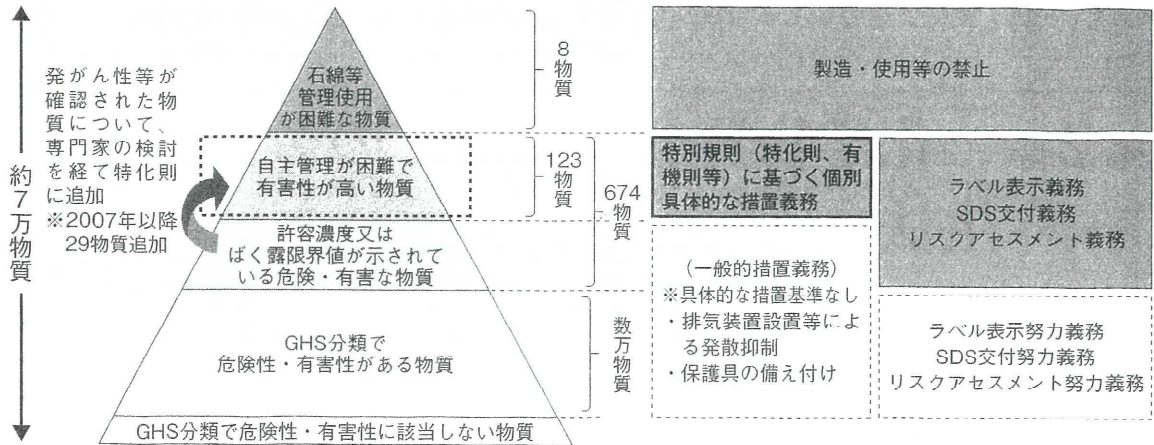 約7万物質
発がん性等が
確認された物
質について、
専門家の検討
を経て特化則
に追加
※2007年以降
29物質追加
石綿等
管理使用
が困難な物質
自主管理が困難で
有害性が高い物質
許容濃度又は
ばく露限界値が示されて
いる危険・有害な物質
GHS分類で
危険性・有害性がある物質
GHS分類で危険性・有害性に該当しない物質
8物質
123物質
674物質
数万物質
製造・使用等の禁止
特別規則（特化則、有
機則等）に基づく個別
具体的な措置義務
（一般的措置義務）
※具体的な措置基準なし
・排気装置設置等によ
る発散抑制
・保護具の備え付け
ラベル表示義務
SDS交付義務
リスクアセスメント義務
ラベル表示努力義務
SDS交付努力義務
リスクアセスメント努力義務